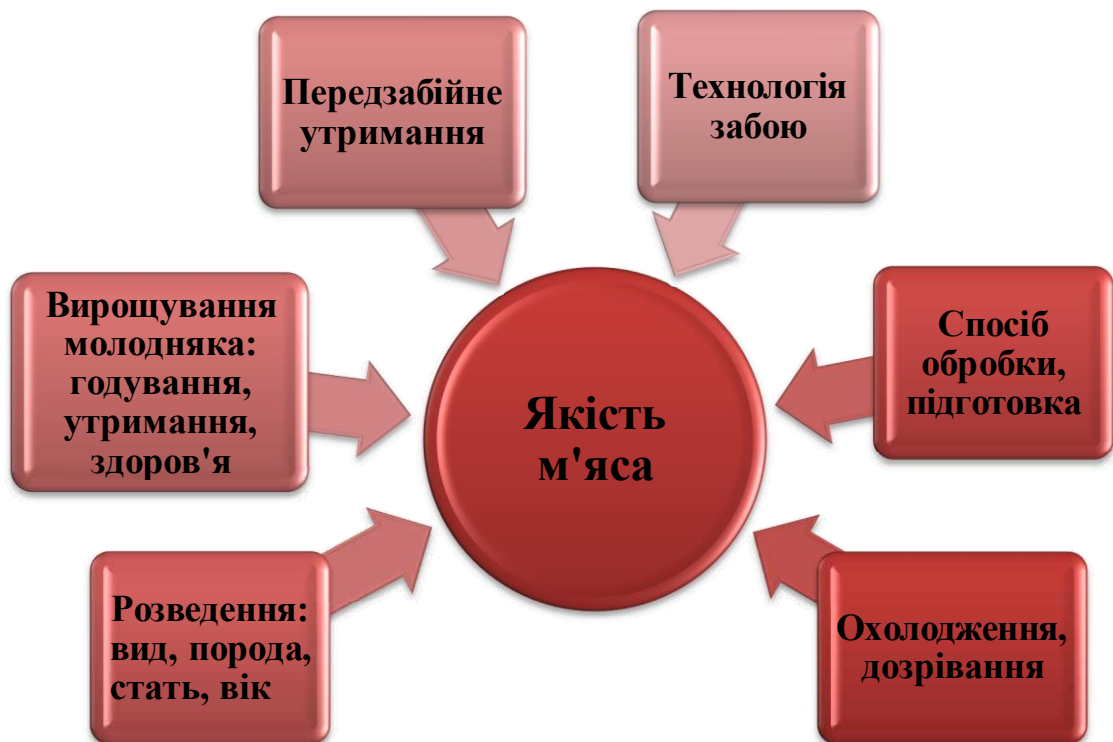 Передзабійне
утримання
Технологія
забою
Вирощування
молодняка:
годування,
утримання,
здоров'я
Якість
м'яса
Спосіб
обробки,
підготовка
Розведення:
вид, порода,
стать, вік
Охолодження,
дозрівання